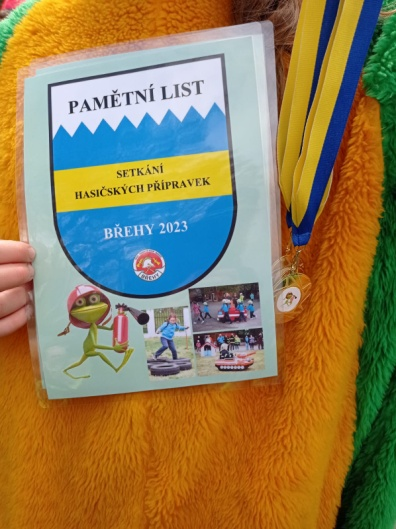 PAMĚTNÍ LIST
SETKÁNÍ
HASIČSKÝCH PŘÍPRAVEK
BŘEHY 2023